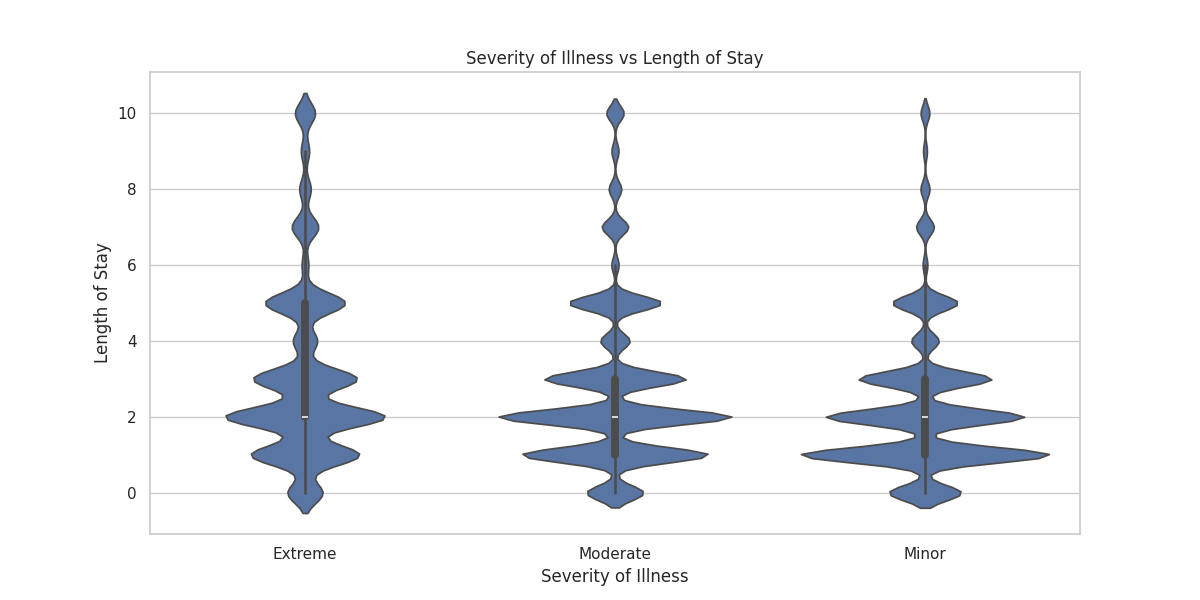 Severity of Illness vs Length of Stay
Length of Stay
10
8
6
4
2
0
Extreme Moderate Minor
Severity of Illness